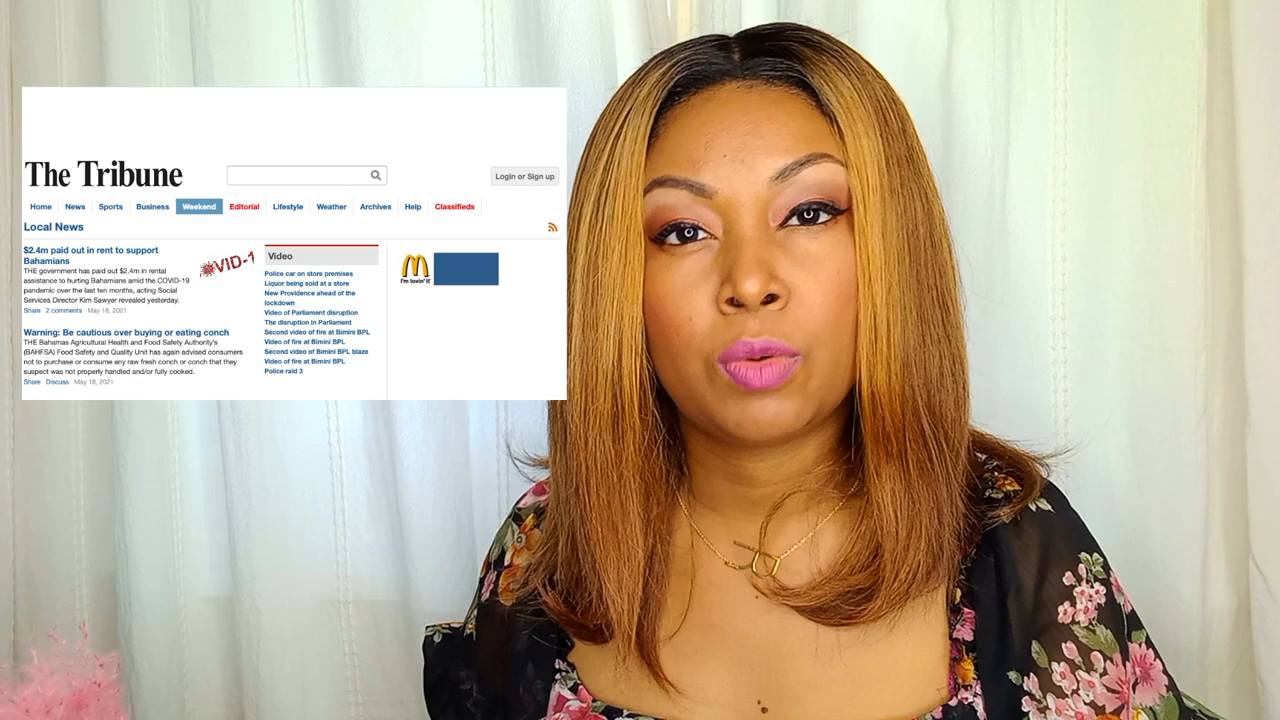 The Tribune
Login or Sign up
Home News Sports Business Weekend Editorial Lifestyle Weather Archives Help Classifieds
Local News
$2.4m paid out in rent to support
Bahamians
THE government has paid out $2.4m in rental
assistance to hurting Bahamians amid the COVID-19
pandemic over the last ten months, acting Social
Services Director Kim Sawyer revealed yesterday.
Share 2 comments May 18, 2021
VID-1
Warning: Be cautious over buying or eating conch
THE Bahamas Agricultural Health and Food Safety Authority's
(BAHFSA) Food Safety and Quality Unit has again advised consumers
not to purchase or consume any raw fresh conch or conch that they
suspect was not properly handled and/or fully cooked.
Share Discuss May 18, 2021
Video
Police car on store premises
Liquor being sold at a store
New Providence ahead of the
lockdown
Video of Parliament disruption
The disruption in Parliament
Second video of fire at Bimini BPL
Video of fire at Bimini BPL
Second video of Bimini BPL blaze
Video of fire at Bimini BPL
Police raid 3
i'm lovin' it